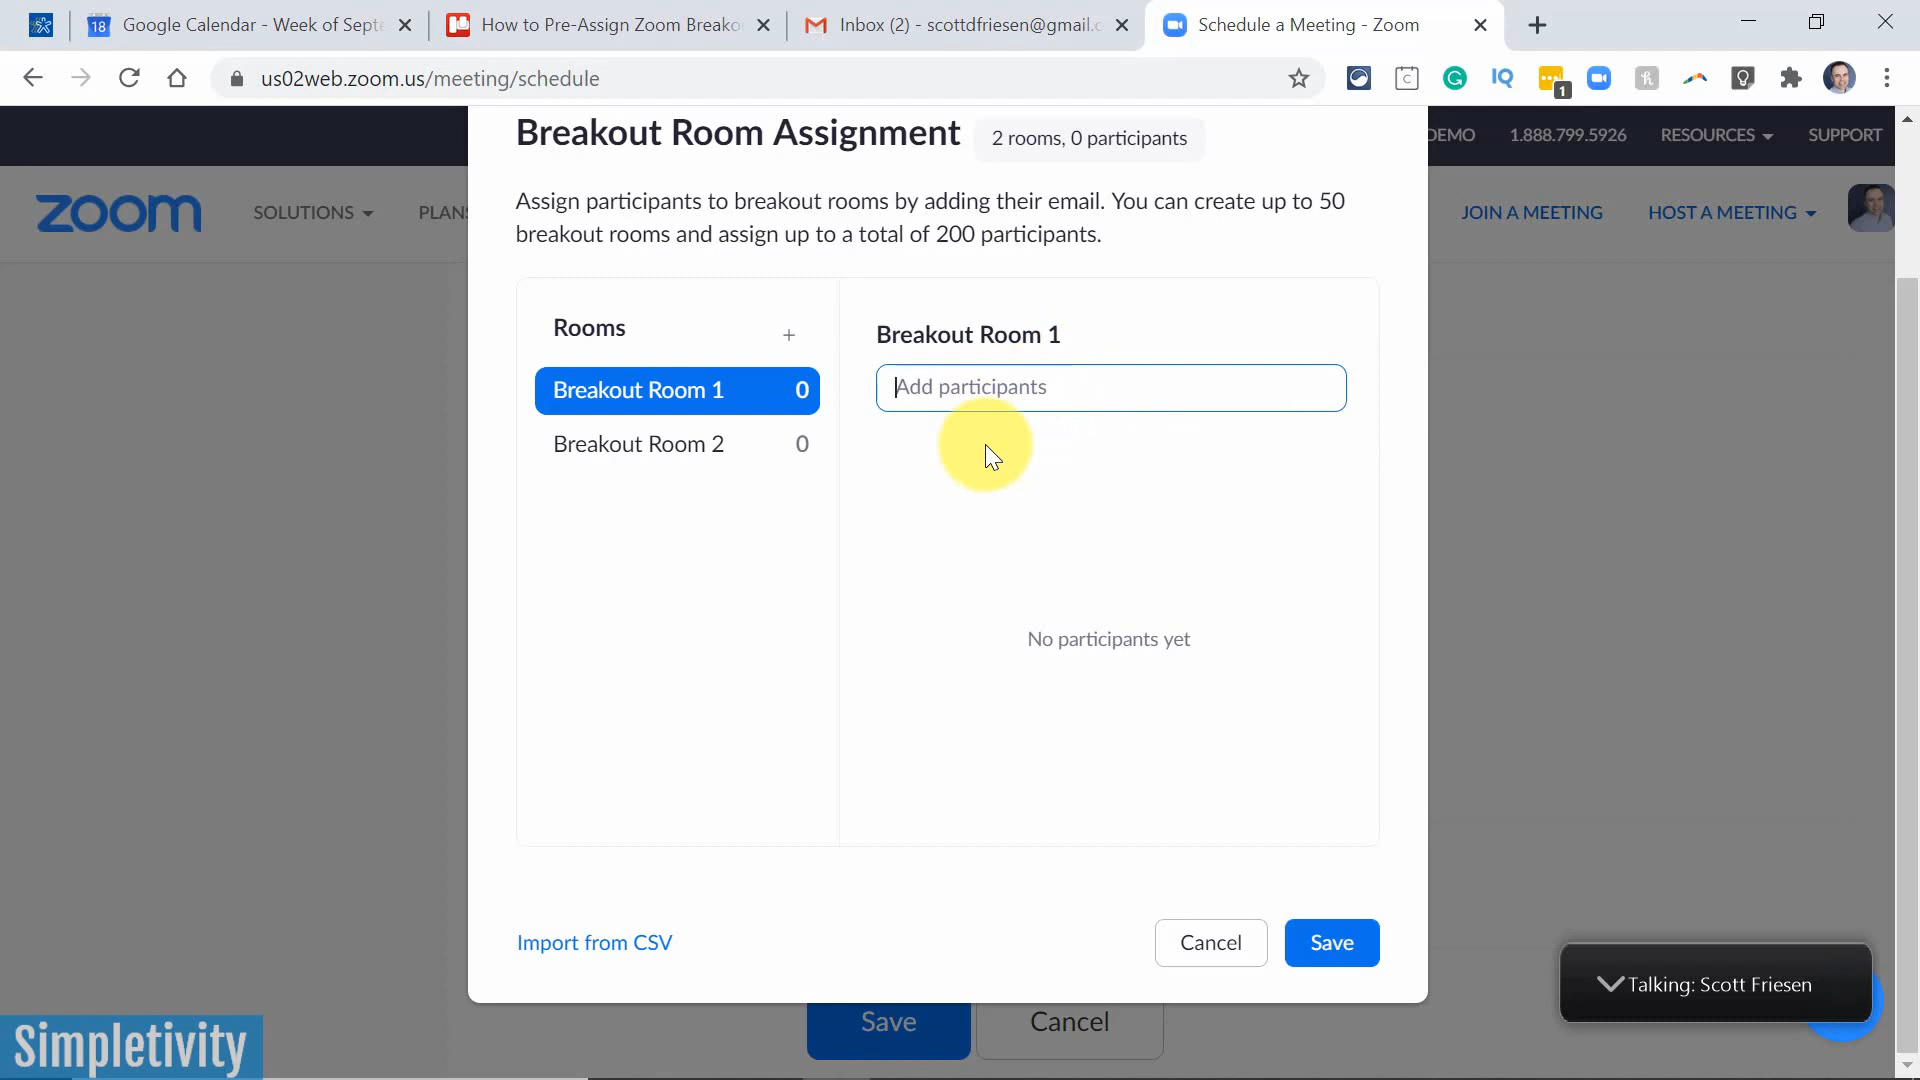 18 Google Calendar - Week of Septe
How to Pre-Assign Zoom Breakou
Inbox (2) - scottdfriesen@gmail.c
Schedule a Meeting - Zoom
us02web.zoom.us/meeting/schedule
IQ
1
DEMO 1.888.799.5926 RESOURCES SUPPORT
zoom SOLUTIONS PLANS JOIN A MEETING HOST A MEETING
Breakout Room Assignment 2 rooms, 0 participants
Assign participants to breakout rooms by adding their email. You can create up to 50
breakout rooms and assign up to a total of 200 participants.
Rooms +
Breakout Room 1 0
Breakout Room 2 0
Breakout Room 1
Add participants
No participants yet
Import from CSV Cancel Save
Save Cancel
Talking: Scott Friesen
Simpletivity